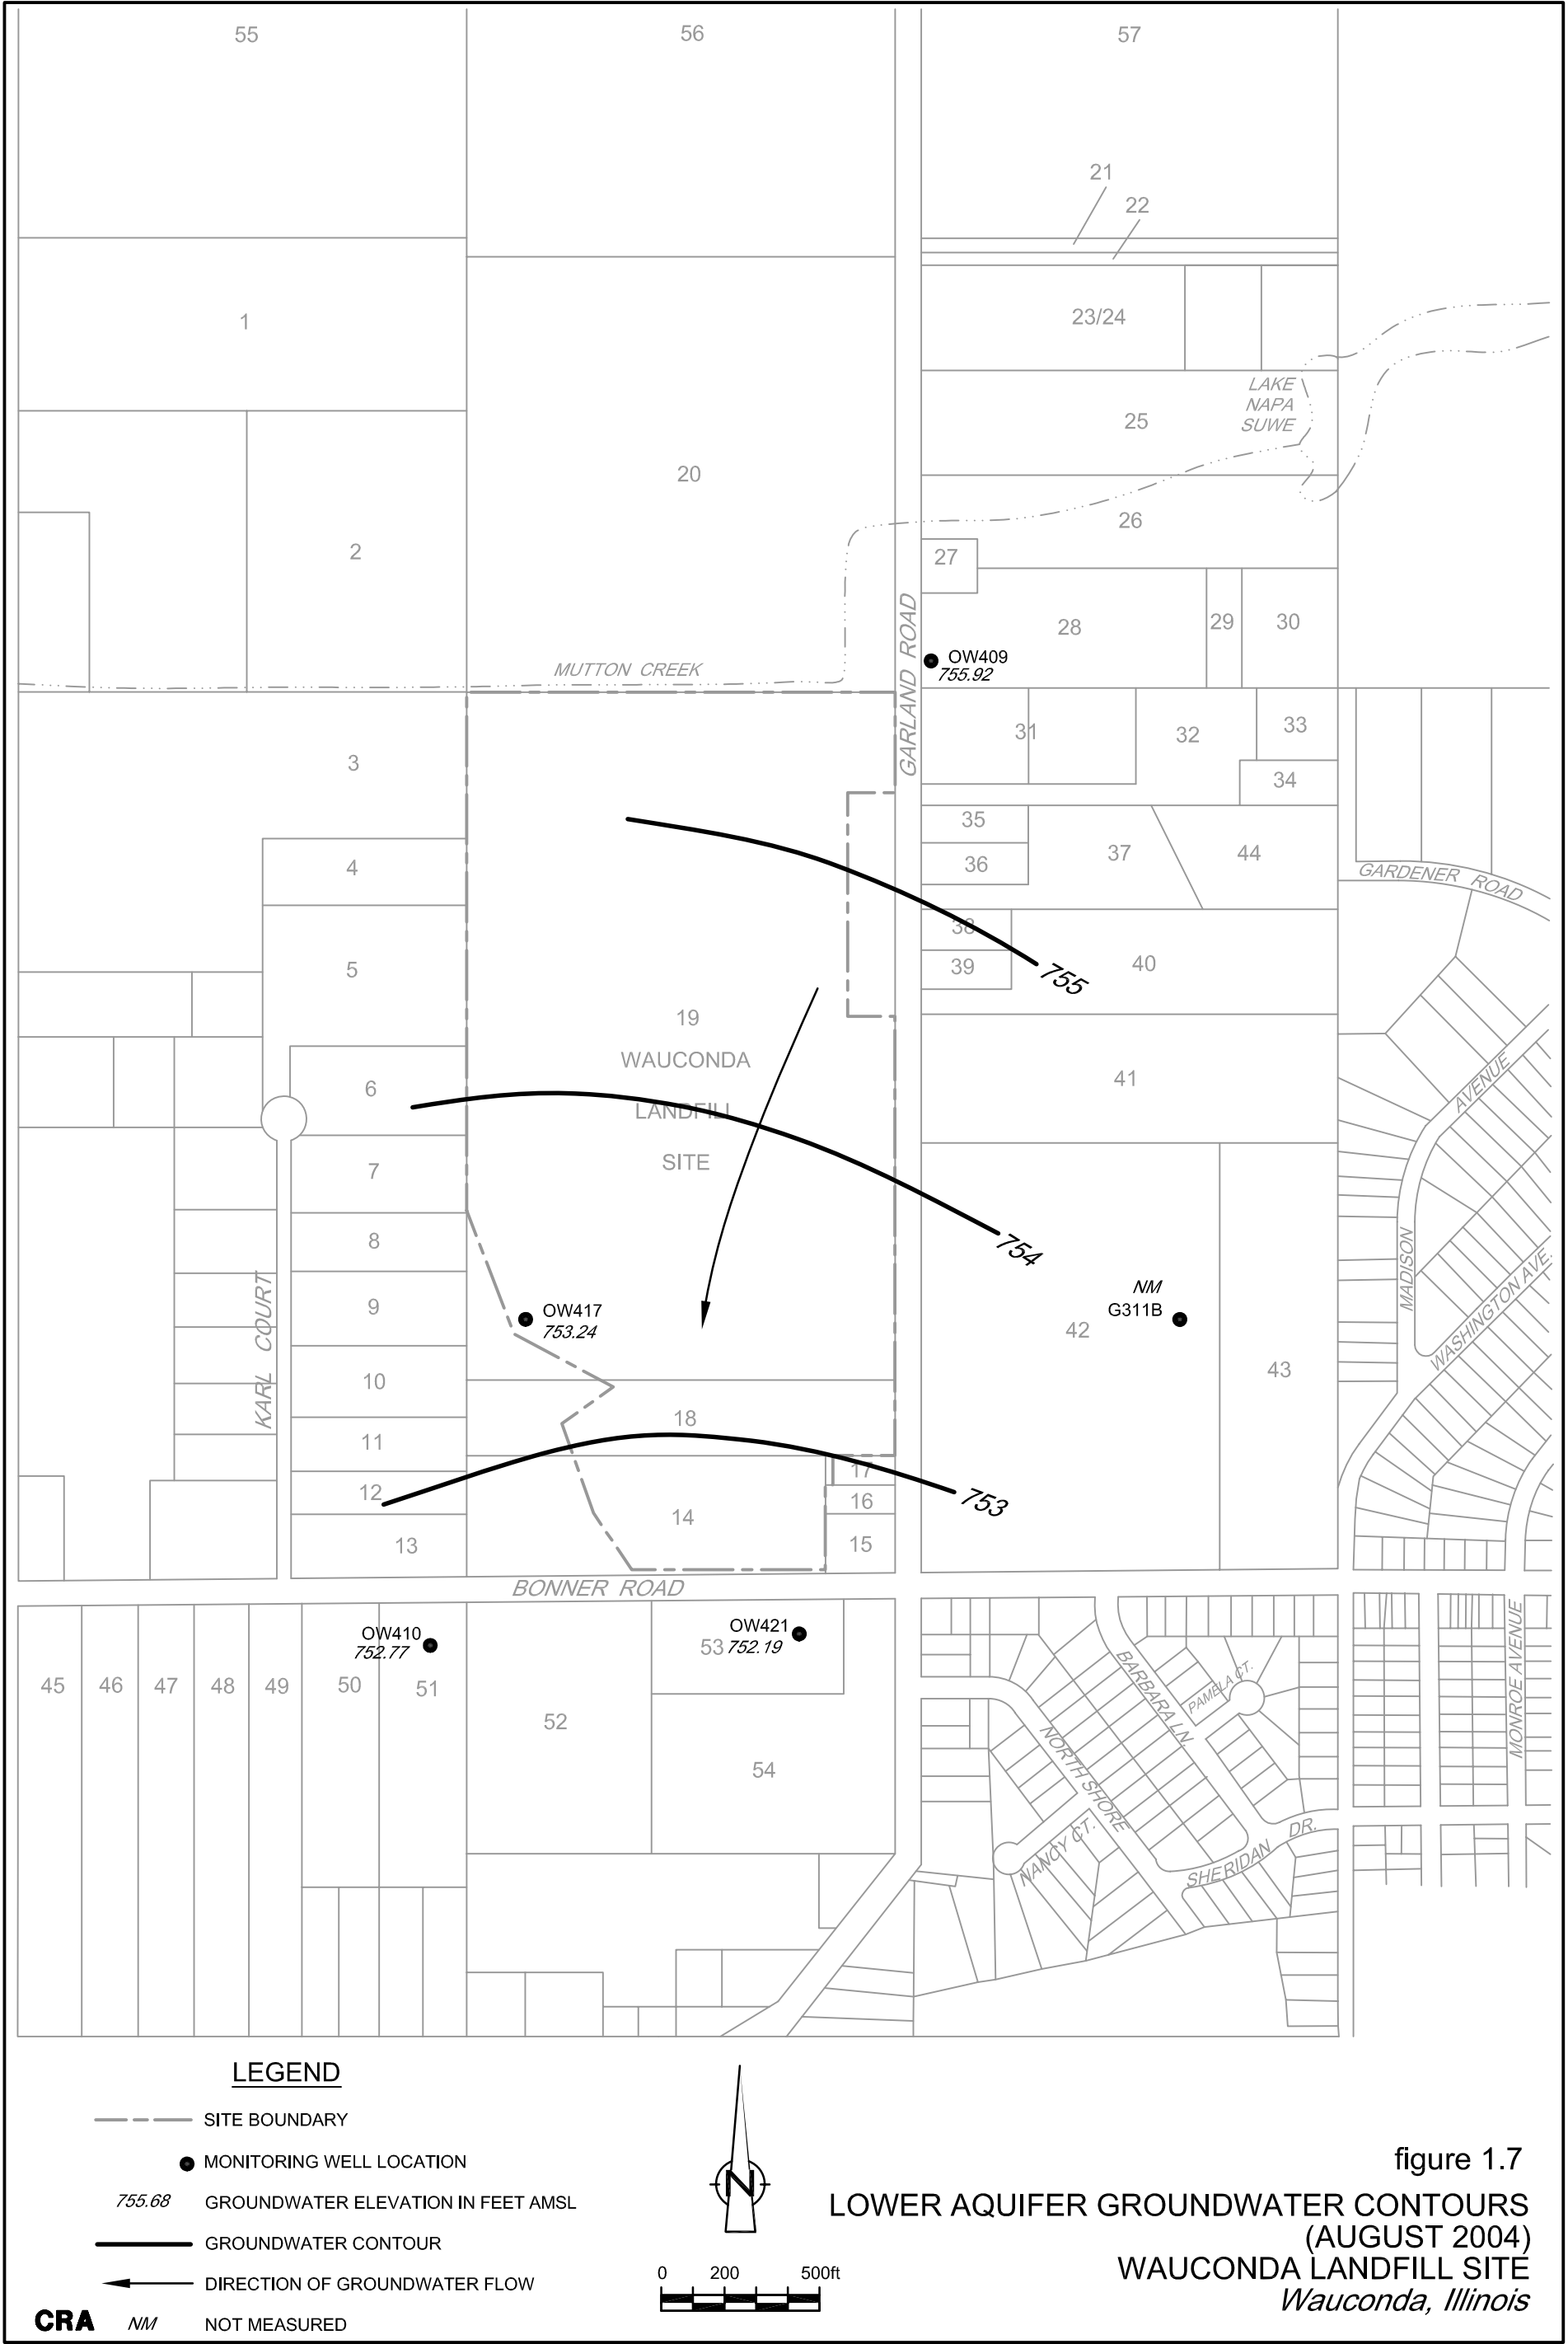 55
56
57
21
22
1
23/24
LAKE
NAPA
SUWE
25
20
26
2
27
28
29
30
GARLAND ROAD
OW409
755.92
MUTTON CREEK
31
32
33
34
3
35
36
37
44
4
GARDENER ROAD
38
39
40
755
5
19
WAUCONDA
LANDFILL
SITE
41
6
AVENUE
7
8
754
MADISON
WASHINGTON AVE.
KARL COURT
9
OW417
753.24
NM
G311B
42
43
10
18
11
12
17
16
753
14
13
15
BONNER ROAD
OW410
752.77
OW421
53
752.19
45
46
47
48
49
50
51
52
54
BARBARA LN.
PAMELA CT.
NORTH SHORE
NANCY CT.
SHERIDAN DR.
MONROE AVENUE
LEGEND
SITE BOUNDARY
MONITORING WELL LOCATION
755.68 GROUNDWATER ELEVATION IN FEET AMSL
GROUNDWATER CONTOUR
DIRECTION OF GROUNDWATER FLOW
CRA NM NOT MEASURED
N
0 200 500ft
figure 1.7
LOWER AQUIFER GROUNDWATER CONTOURS
(AUGUST 2004)
WAUCONDA LANDFILL SITE
Wauconda, Illinois